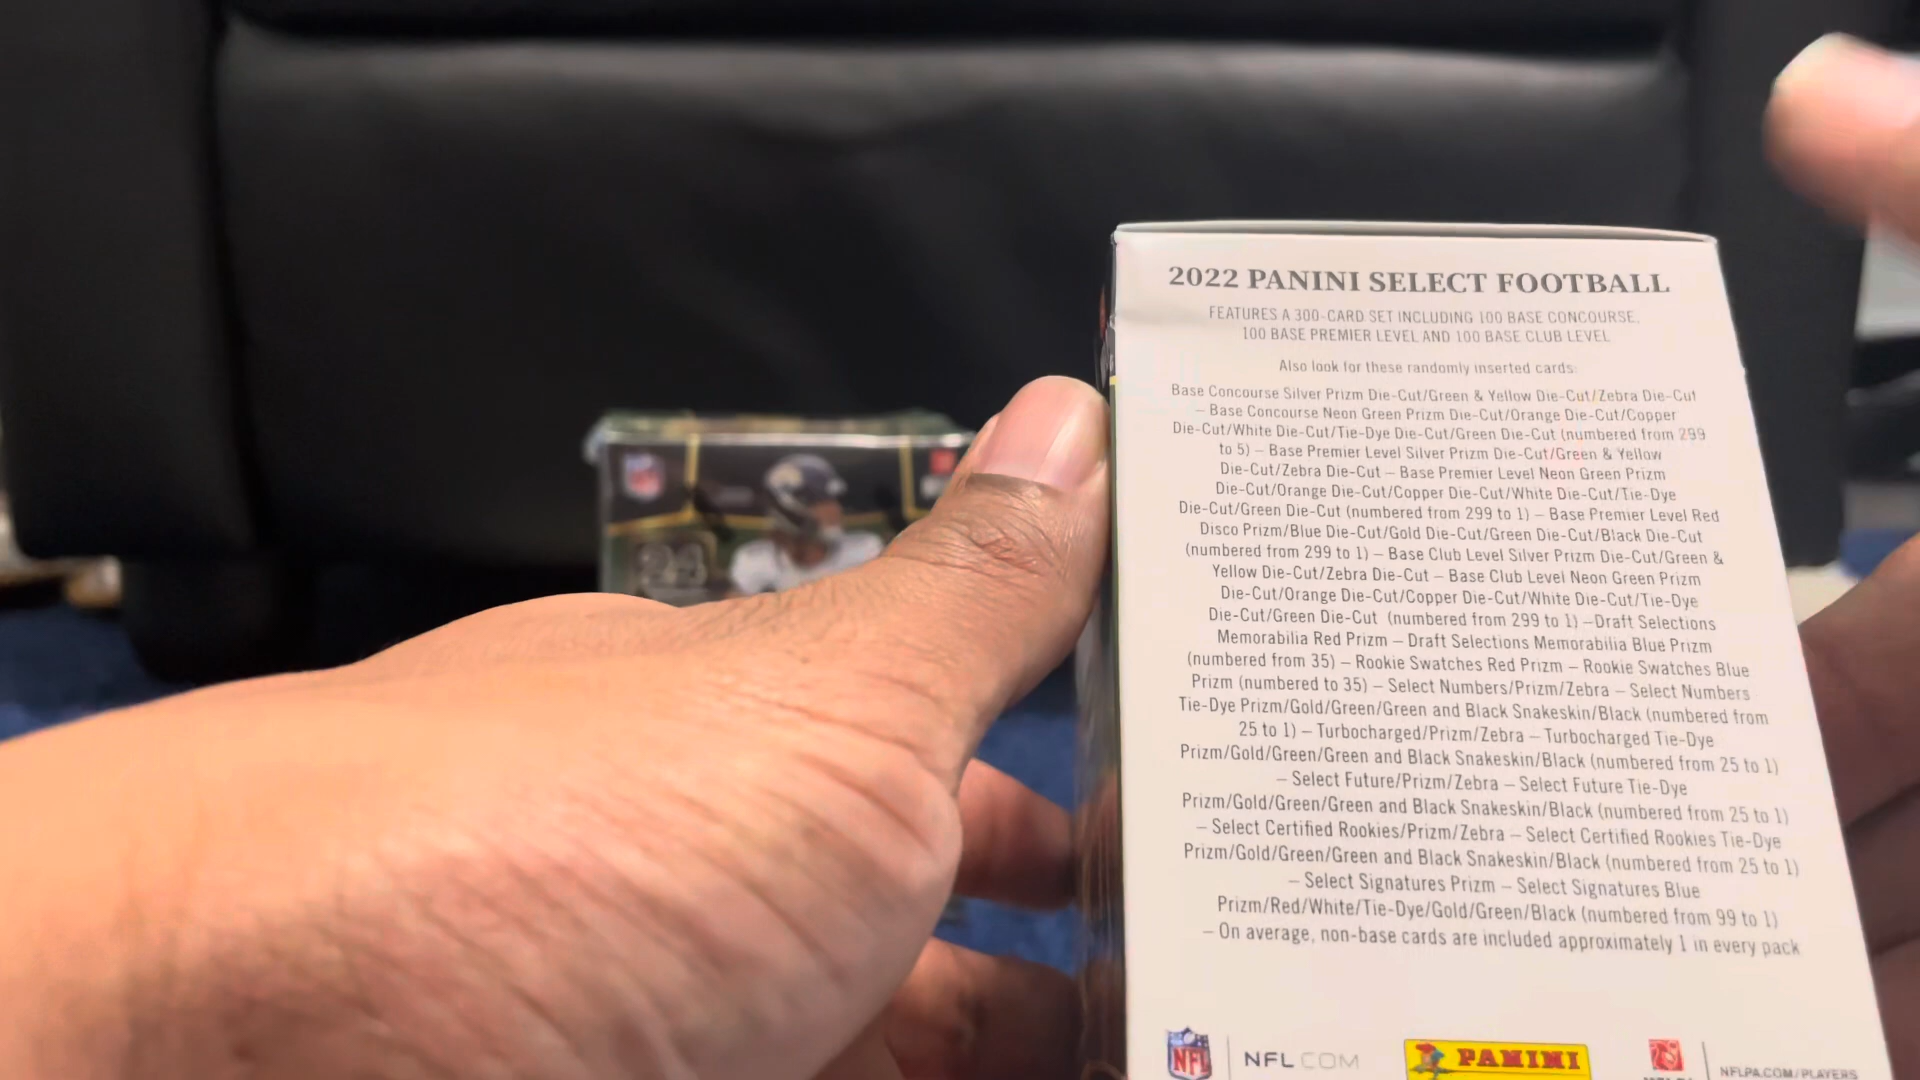 2022 PANINI SELECT FOOTBALL
FEATURES A 300-CARD SET INCLUDING 100 BASE CONCOURSE,
100 BASE PREMIER LEVEL AND 100 BASE CLUB LEVEL
Also look for these randomly inserted cards:
Base Concourse Silver Prizm Die-Cut/Green & Yellow Die-Cut/Zebra Die-Cut
– Base Concourse Neon Green Prizm Die-Cut/Orange Die-Cut/Copper
Die-Cut/White Die-Cut/Tie-Dye Die-Cut/Green Die-Cut (numbered from 299
to 5) – Base Premier Level Silver Prizm Die-Cut/Green & Yellow
Die-Cut/Zebra Die-Cut – Base Premier Level Neon Green Prizm
Die-Cut/Orange Die-Cut/Copper Die-Cut/White Die-Cut/Tie-Dye
Die-Cut/Green Die-Cut (numbered from 299 to 1) – Base Premier Level Red
Disco Prizm/Blue Die-Cut/Gold Die-Cut/Green Die-Cut/Black Die-Cut
(numbered from 299 to 1) – Base Club Level Silver Prizm Die-Cut/Green &
Yellow Die-Cut/Zebra Die-Cut – Base Club Level Neon Green Prizm
Die-Cut/Orange Die-Cut/Copper Die-Cut/White Die-Cut/Tie-Dye
Die-Cut/Green Die-Cut (numbered from 299 to 1) –Draft Selections
Memorabilia Red Prizm – Draft Selections Memorabilia Blue Prizm
(numbered from 35) – Rookie Swatches Red Prizm – Rookie Swatches Blue
Prizm (numbered to 35) – Select Numbers/Prizm/Zebra – Select Numbers
Tie-Dye Prizm/Gold/Green/Green and Black Snakeskin/Black (numbered from
25 to 1) – Turbocharged/Prizm/Zebra – Turbocharged Tie-Dye
Prizm/Gold/Green/Green and Black Snakeskin/Black (numbered from 25 to 1)
– Select Future/Prizm/Zebra – Select Future Tie-Dye
Prizm/Gold/Green/Green and Black Snakeskin/Black (numbered from 25 to 1)
– Select Certified Rookies/Prizm/Zebra – Select Certified Rookies Tie-Dye
Prizm/Gold/Green/Green and Black Snakeskin/Black (numbered from 25 to 1)
– Select Signatures Prizm – Select Signatures Blue
Prizm/Red/White/Tie-Dye/Gold/Green/Black (numbered from 99 to 1)
– On average, non-base cards are included approximately 1 in every pack
NFL NFL.COM PANINI NFLPA.COM/PLAYERS
24